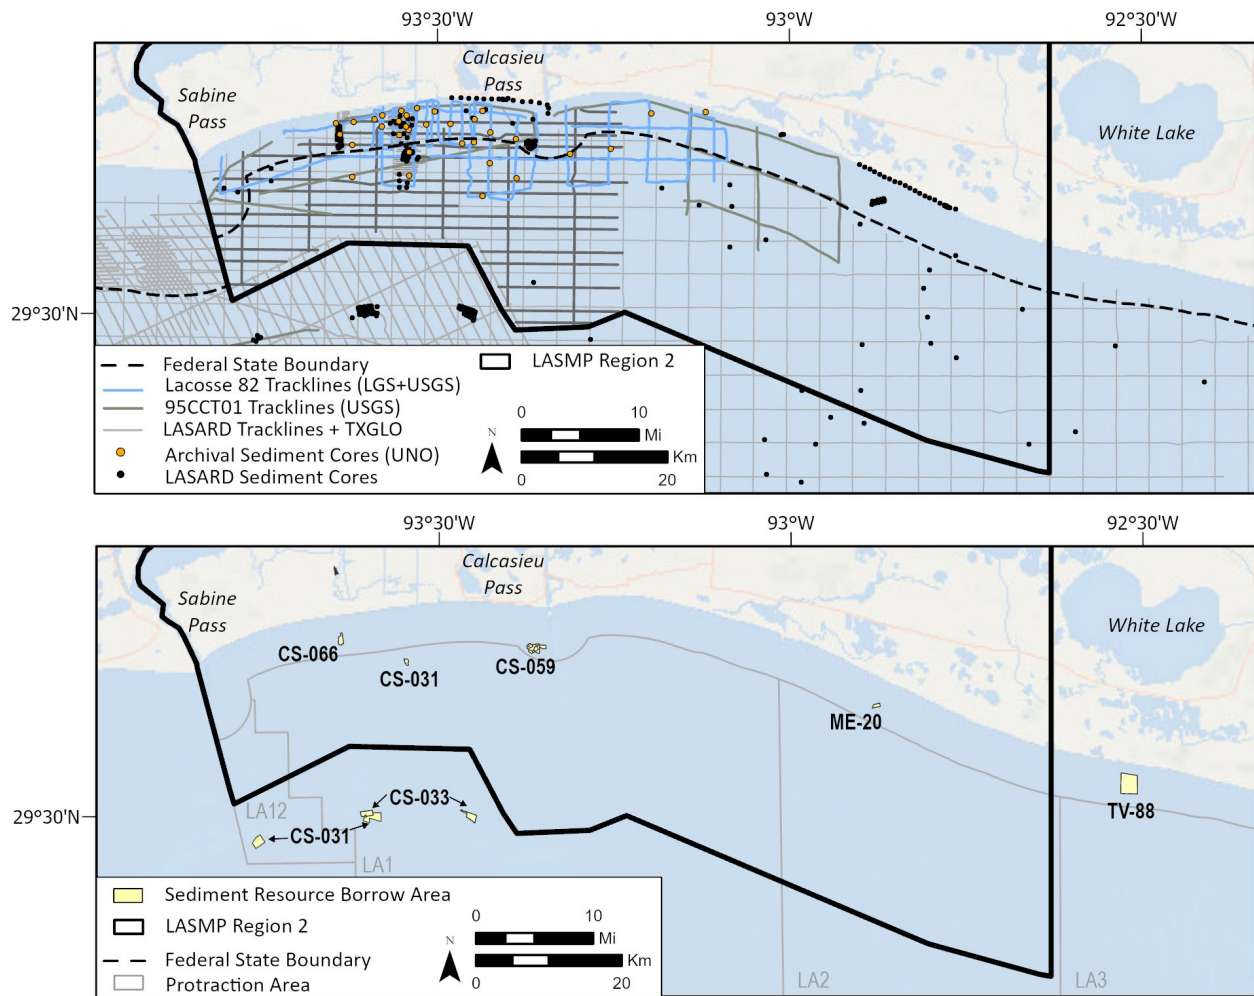 93°30'W 93°W 92°30'W
Calcasieu
Pass
Sabine
Pass
White Lake
29°30'N
Federal State Boundary
LASMP Region 2
Lacosse 82 Tracklines (LGS+USGS)
95CCT01 Tracklines (USGS)
LASARD Tracklines + TXGLO
Archival Sediment Cores (UNO)
LASARD Sediment Cores
0 10
Mi
N
Km
0 20
93°30'W 93°W 92°30'W
Calcasieu
Pass
Sabine
Pass
White Lake
CS-066
CS-031
CS-059
ME-20
TV-88
CS-033
29°30'N
LA12
CS-031
LA1
LA2
LA3
Sediment Resource Borrow Area
LASMP Region 2
Federal State Boundary
Protraction Area
0 10
Mi
N
Km
0 20